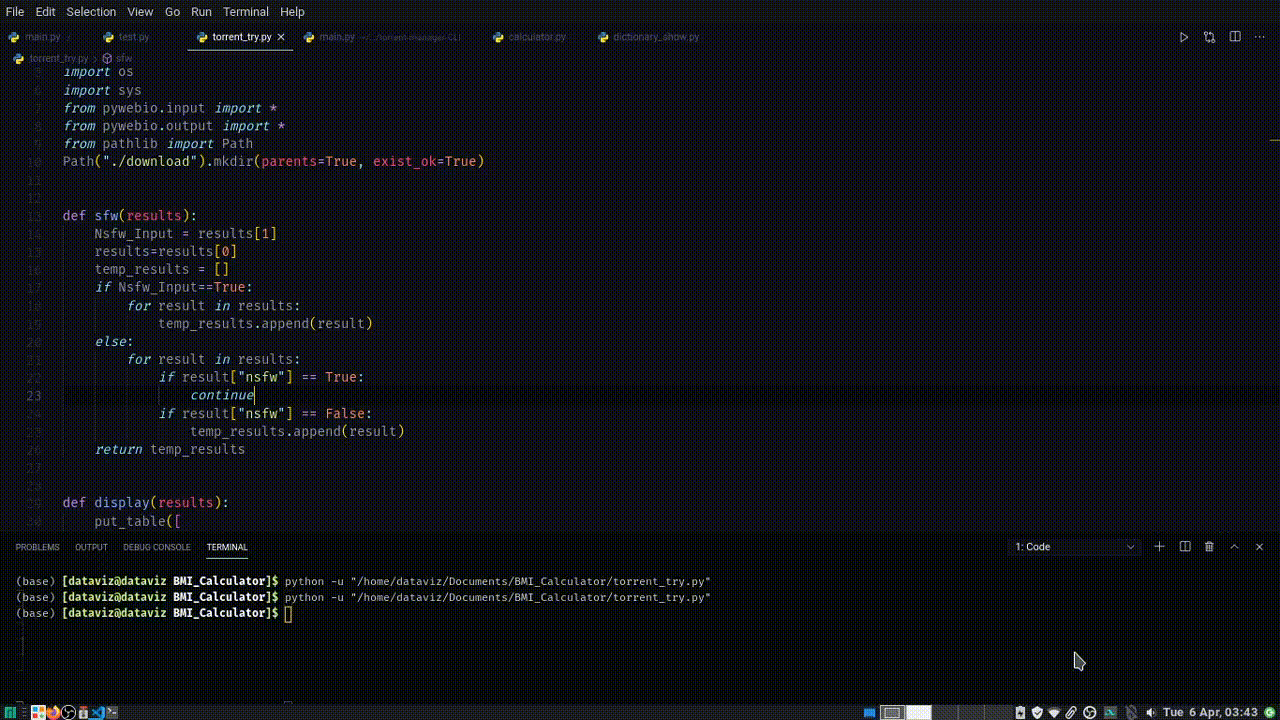 File Edit Selection View Go Run Terminal Help
main.py test.py torrent_try.py main.py calculator.py dictionary_show.py
torrent_try.py sfw
5 import os
6 import sys
7 from pywebio.input import *
8 from pywebio.output import *
9 from pathlib import Path
10 Path("./download").mkdir(parents=True, exist_ok=True)
11
12
13 def sfw(results):
14 Nsfw_Input = results[1]
15 results=results[0]
16 temp_results = []
17 if Nsfw_Input==True:
18 for result in results:
19 temp_results.append(result)
20 else:
21 for result in results:
22 if result["nsfw"] == True:
23 continue
24 if result["nsfw"] == False:
25 temp_results.append(result)
26 return temp_results
27
28
29 def display(results):
30 put_table([
PROBLEMS OUTPUT DEBUG CONSOLE TERMINAL 1: Code
(base) [dataviz@dataviz BMI_Calculator]$ python -u "/home/dataviz/Documents/BMI_Calculator/torrent_try.py"
(base) [dataviz@dataviz BMI_Calculator]$ python -u "/home/dataviz/Documents/BMI_Calculator/torrent_try.py"
(base) [dataviz@dataviz BMI_Calculator]$
Tue 6 Apr, 03:43